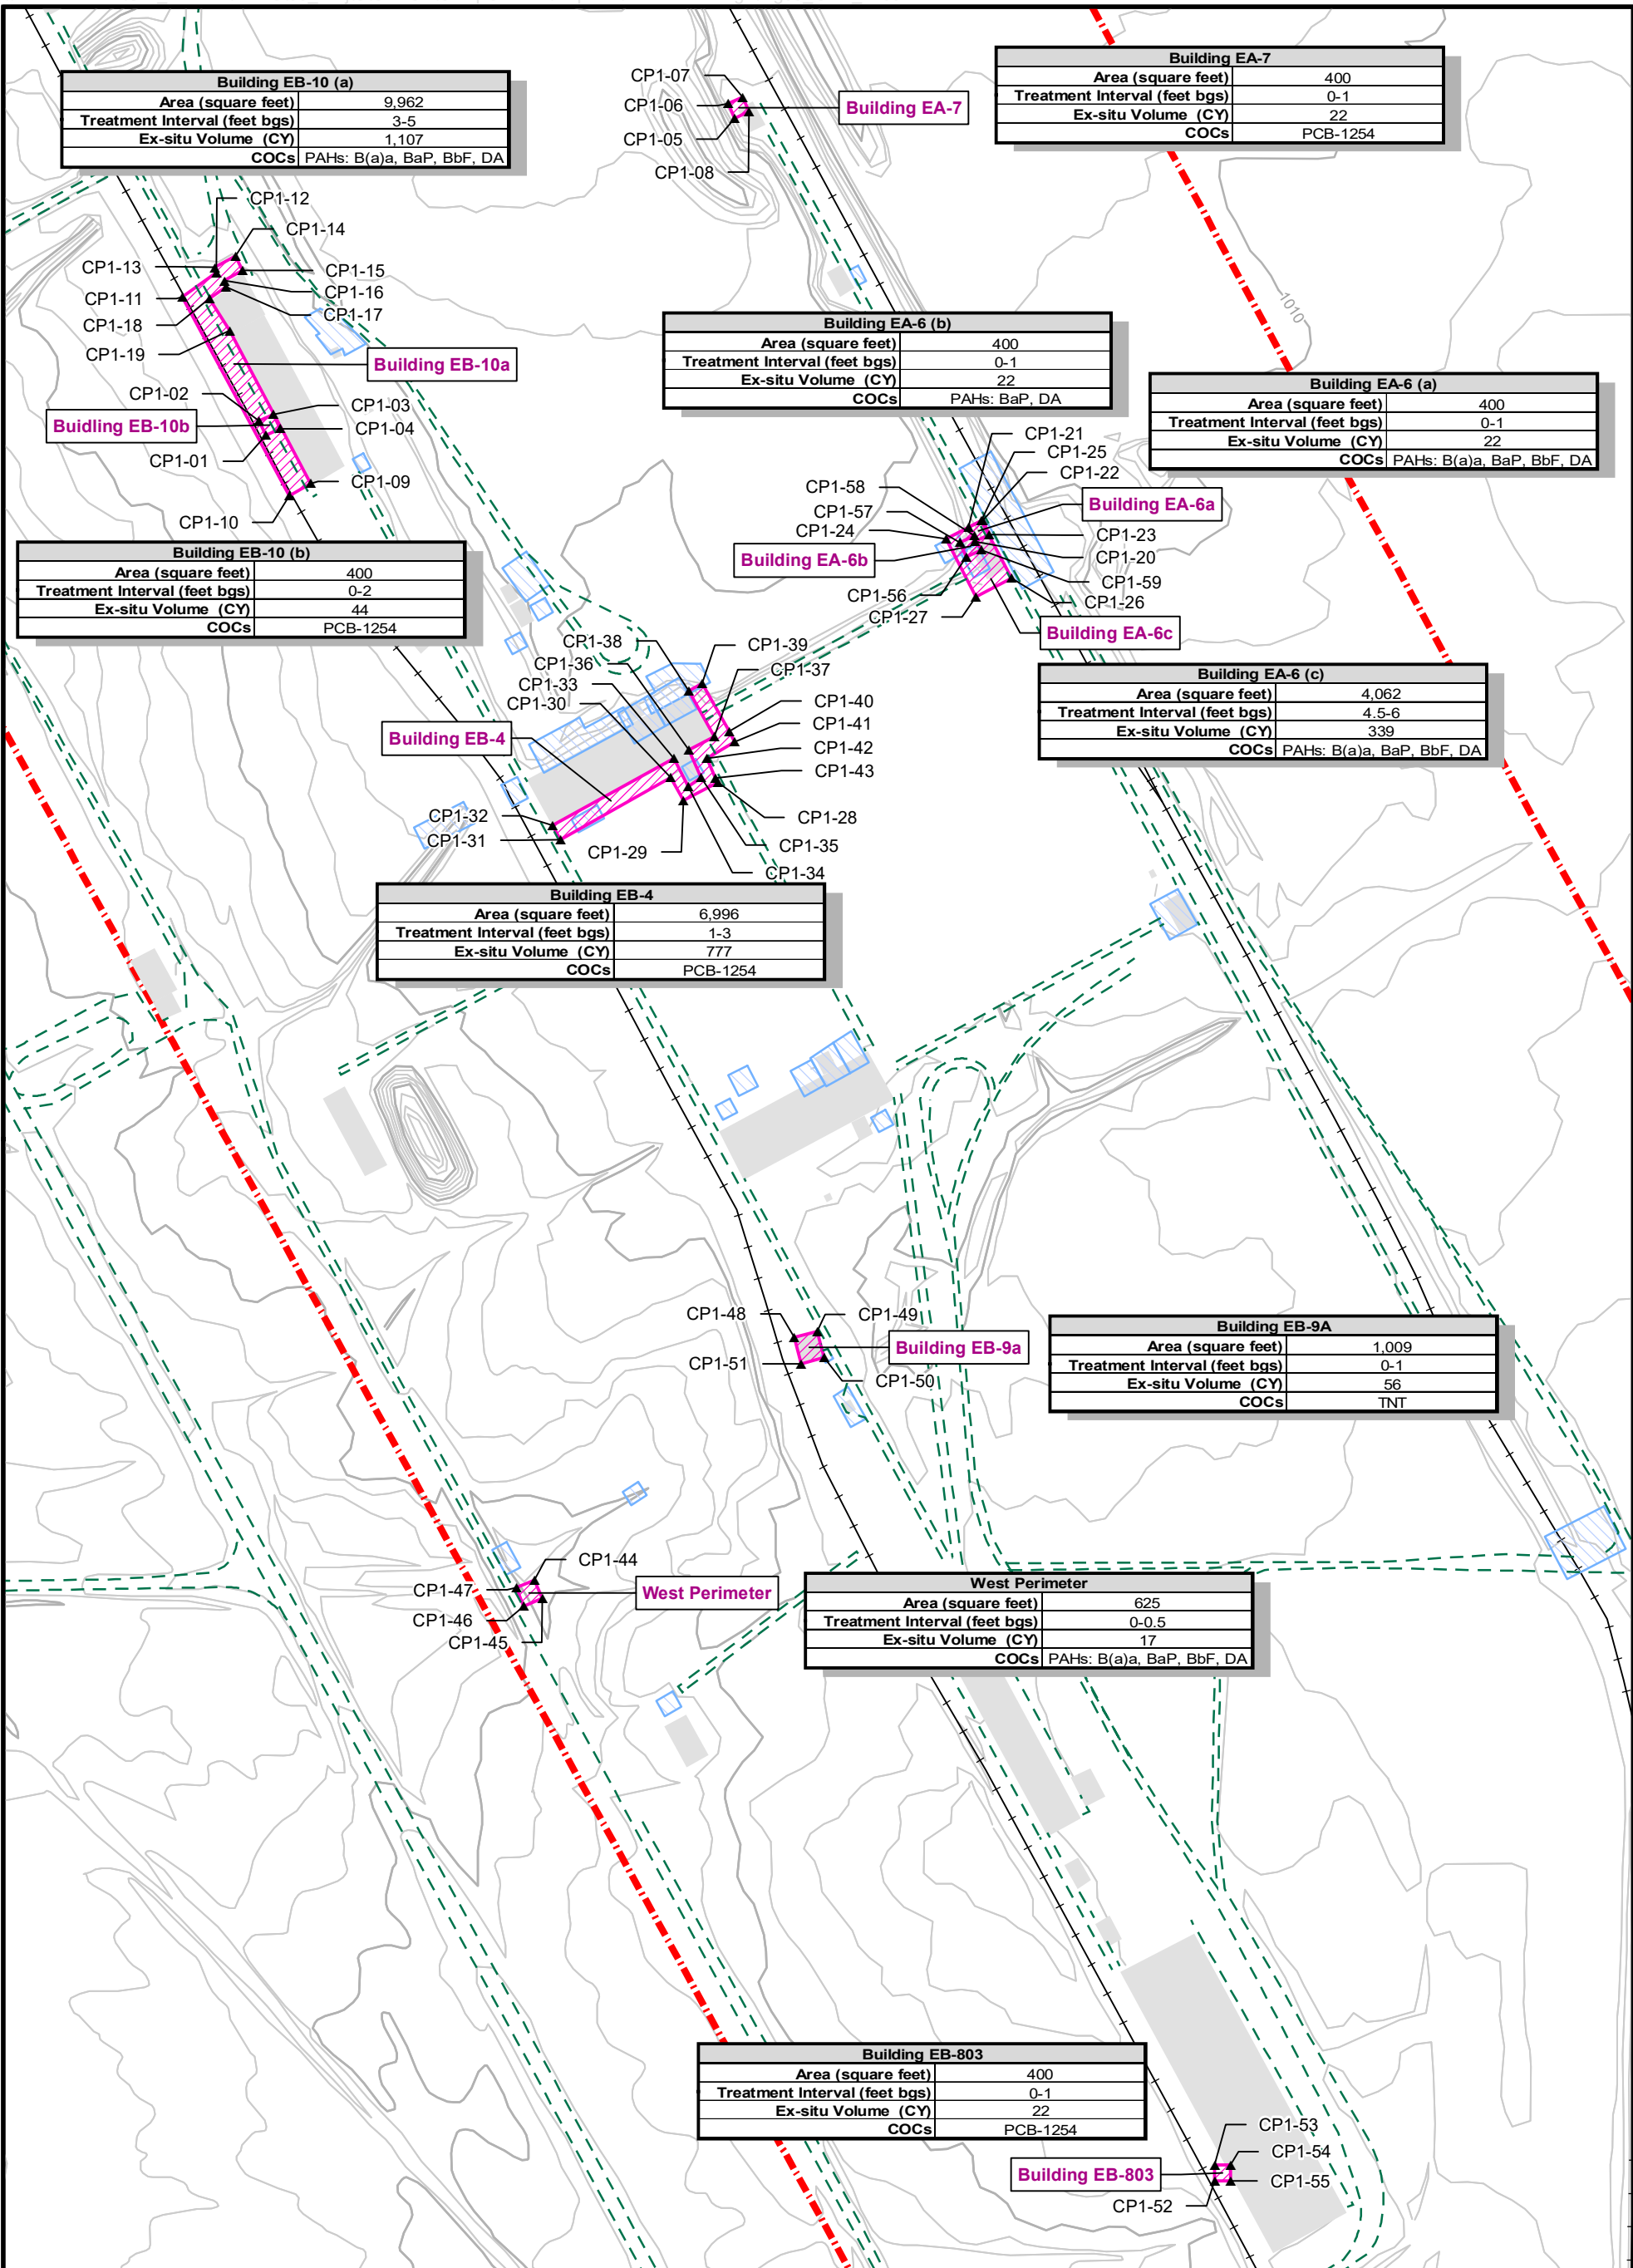 Building EB-10 (a)
Area (square feet) 9,962
Treatment Interval (feet bgs) 3-5
Ex-situ Volume (CY) 1,107
COCs PAHs: B(a)a, BaP, BbF, DA
CP1-07
CP1-06
CP1-05
CP1-08
Building EA-7
Building EA-7
Area (square feet) 400
Treatment Interval (feet bgs) 0-1
Ex-situ Volume (CY) 22
COCs PCB-1254
CP1-12
CP1-14
CP1-13
CP1-15
CP1-16
CP1-11
CP1-17
CP1-18
CP1-19
Building EB-10a
CP1-02
CP1-03
Buidling EB-10b
CP1-04
CP1-01
CP1-09
CP1-10
1010
Building EA-6 (b)
Area (square feet) 400
Treatment Interval (feet bgs) 0-1
Ex-situ Volume (CY) 22
COCs PAHs: BaP, DA
Building EA-6 (a)
Area (square feet) 400
Treatment Interval (feet bgs) 0-1
Ex-situ Volume (CY) 22
COCs PAHs: B(a)a, BaP, BbF, DA
CP1-21
CP1-25
CP1-22
CP1-58
Building EA-6a
CP1-57
CP1-24
CP1-23
Building EA-6b
CP1-20
CP1-59
CP1-56
CP1-26
CP1-27
Building EA-6c
Building EB-10 (b)
Area (square feet) 400
Treatment Interval (feet bgs) 0-2
Ex-situ Volume (CY) 44
COCs PCB-1254
Building EA-6 (c)
Area (square feet) 4,062
Treatment Interval (feet bgs) 4.5-6
Ex-situ Volume (CY) 339
COCs PAHs: B(a)a, BaP, BbF, DA
CP1-38
CP1-39
CP1-36
CP1-37
CP1-33
CP1-30
CP1-40
CP1-41
Building EB-4
CP1-42
CP1-43
CP1-32
CP1-28
CP1-31
CP1-35
CP1-29
CP1-34
Building EB-4
Area (square feet) 6,996
Treatment Interval (feet bgs) 1-3
Ex-situ Volume (CY) 777
COCs PCB-1254
CP1-48
CP1-49
Building EB-9a
CP1-51
CP1-50
Building EB-9A
Area (square feet) 1,009
Treatment Interval (feet bgs) 0-1
Ex-situ Volume (CY) 56
COCs TNT
CP1-44
CP1-47
West Perimeter
CP1-46
CP1-45
West Perimeter
Area (square feet) 625
Treatment Interval (feet bgs) 0-0.5
Ex-situ Volume (CY) 17
COCs PAHs: B(a)a, BaP, BbF, DA
Building EB-803
Area (square feet) 400
Treatment Interval (feet bgs) 0-1
Ex-situ Volume (CY) 22
COCs PCB-1254
CP1-53
CP1-54
Building EB-803
CP1-55
CP1-52